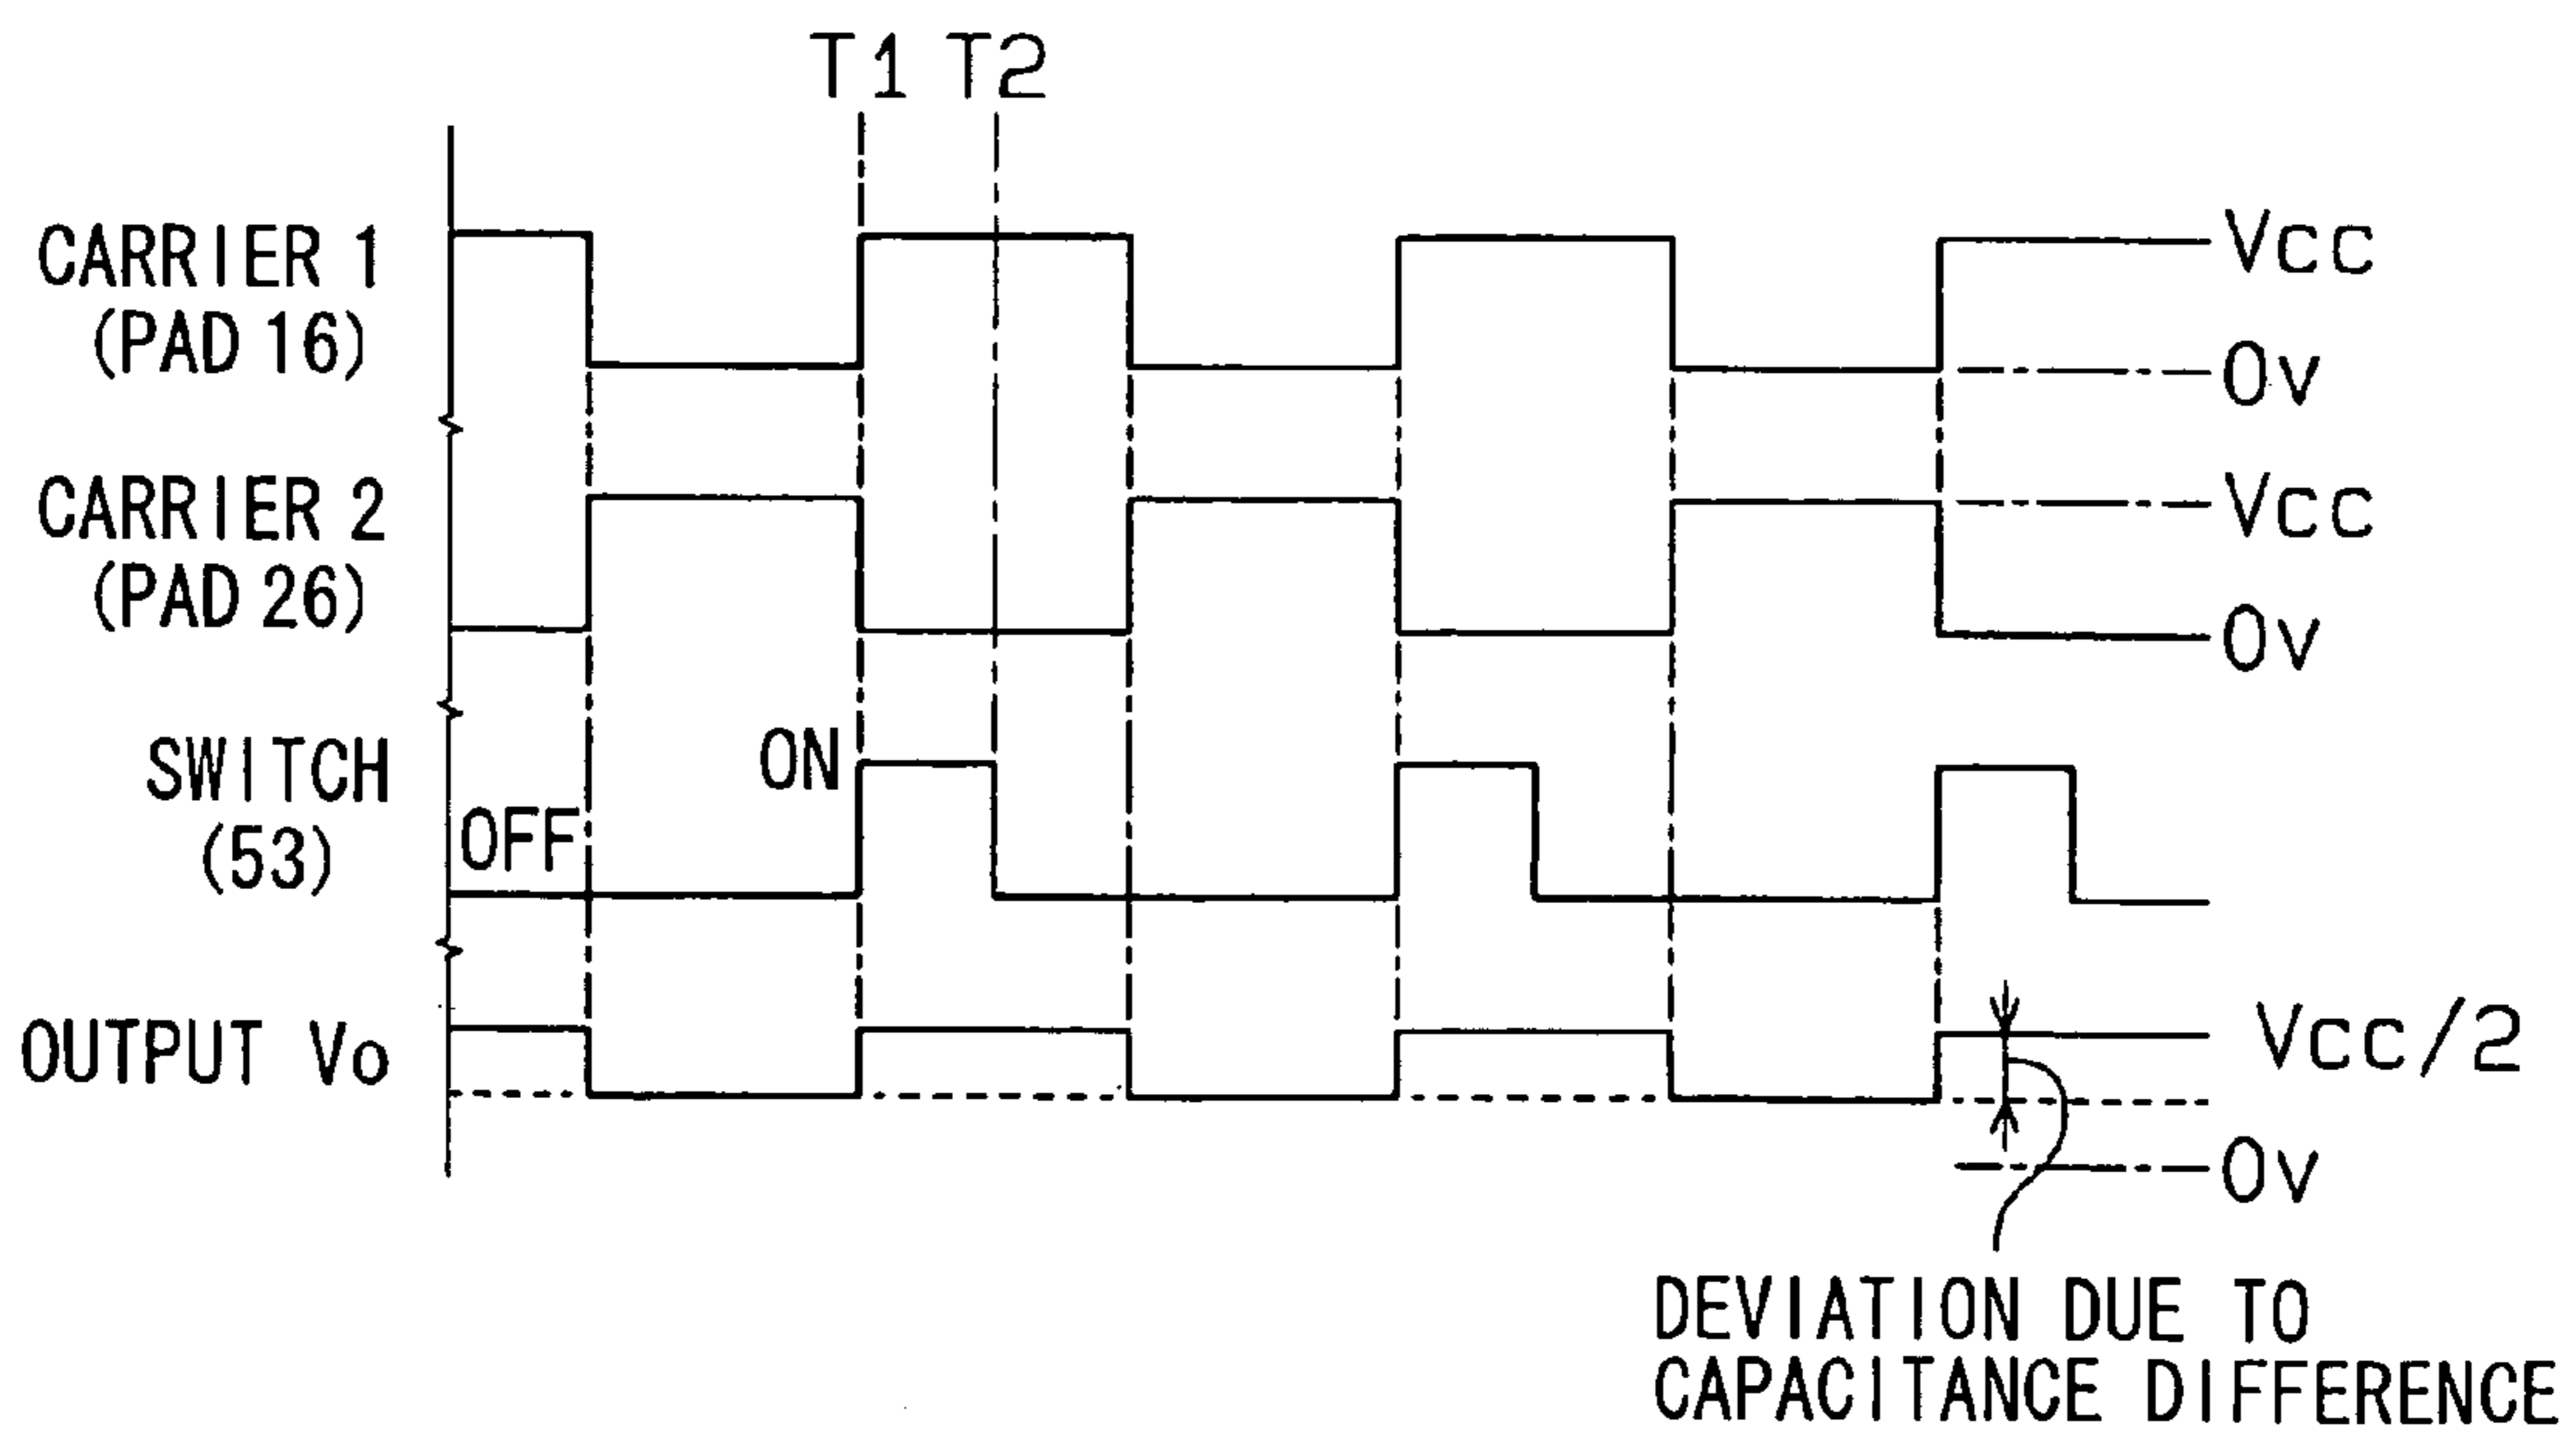 T1 T2
CARRIER 1
(PAD 16)
Vcc
0v
CARRIER 2
(PAD 26)
Vcc
0v
SWITCH
(53)
OFF
ON
OUTPUT Vo
Vcc/2
0v
DEVIATION DUE TO
CAPACITANCE DIFFERENCE